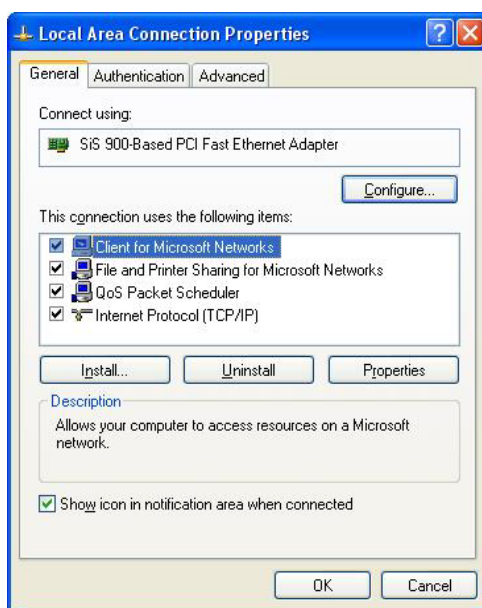 Local Area Connection Properties
General Authentication Advanced
Connect using:
SiS 900-Based PCI Fast Ethernet Adapter
Configure...
This connection uses the following items:
Client for Microsoft Networks
File and Printer Sharing for Microsoft Networks
QoS Packet Scheduler
Internet Protocol (TCP/IP)
Install... Uninstall Properties
Description
Allows your computer to access resources on a Microsoft
network.
Show icon in notification area when connected
OK Cancel